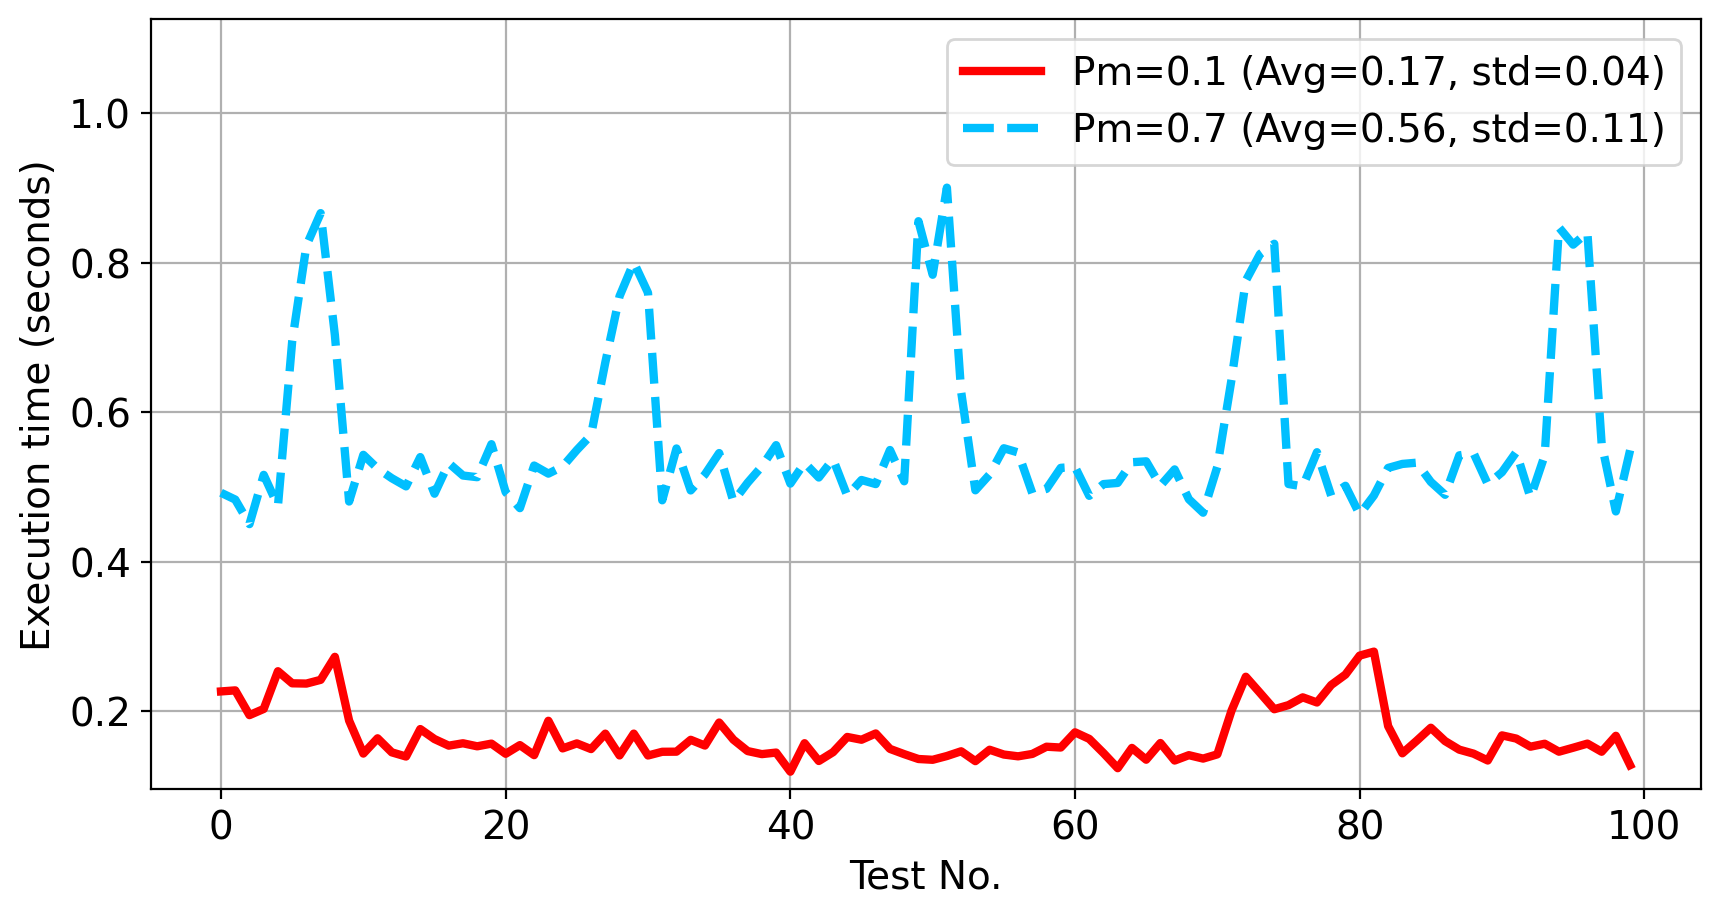 Pm=0.1 (Avg=0.17, std=0.04)
Pm=0.7 (Avg=0.56, std=0.11)
1.0
0.8
0.6
0.4
0.2
Execution time (seconds)
0 20 40 60 80 100
Test No.